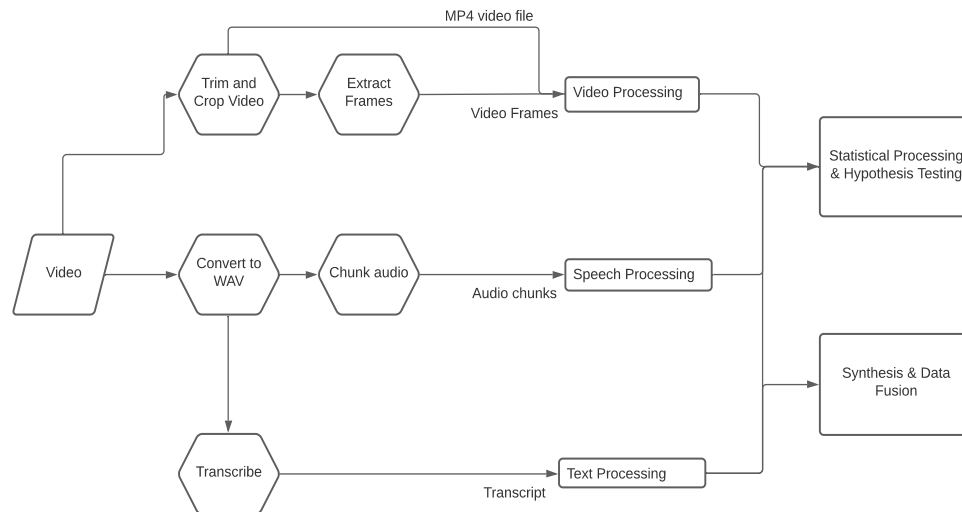 MP4 video file
Trim and
Crop Video
Extract
Frames
Video Processing
Video Frames
Statistical Processing
& Hypothesis Testing
Video
Convert to
WAV
Chunk audio
Speech Processing
Audio chunks
Synthesis & Data
Fusion
Transcribe
Text Processing
Transcript